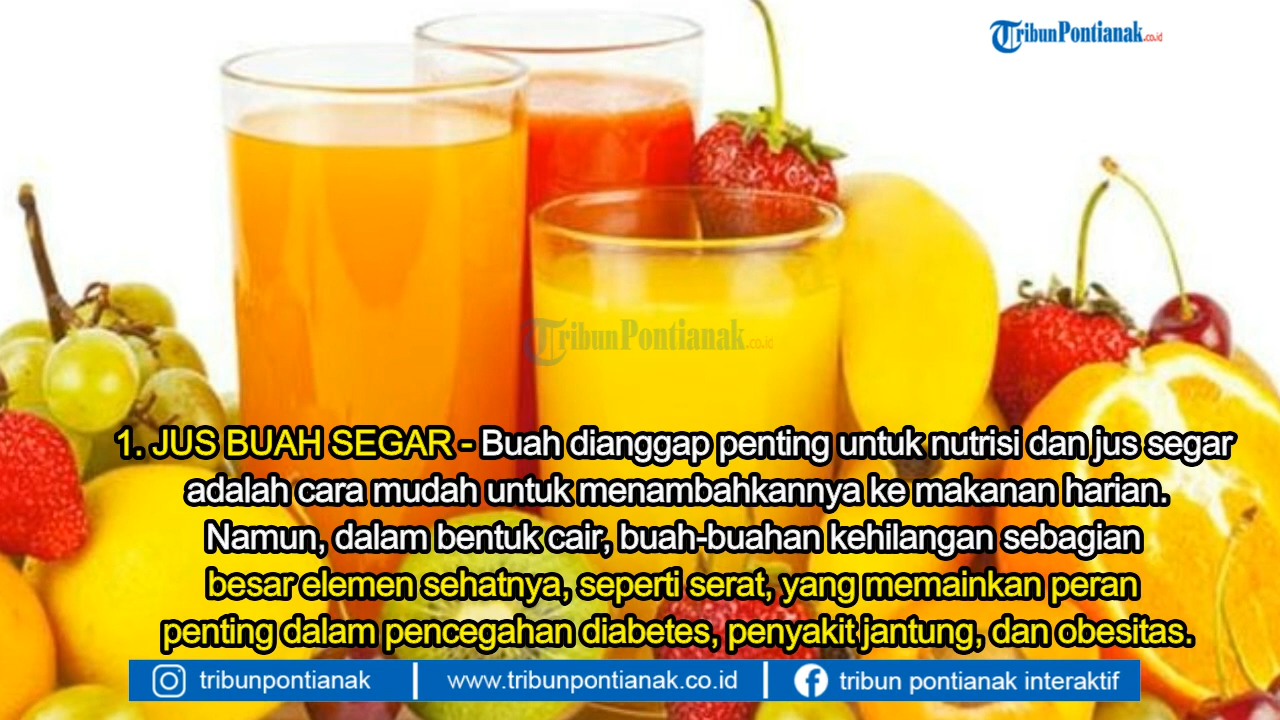 TribunPontianak.co.id
TribunPontianak.co.id
1. JUS BUAH SEGAR - Buah dianggap penting untuk nutrisi dan jus segar
adalah cara mudah untuk menambahkannya ke makanan harian.
Namun, dalam bentuk cair, buah-buahan kehilangan sebagian
besar elemen sehatnya, seperti serat, yang memainkan peran
penting dalam pencegahan diabetes, penyakit jantung, dan obesitas.
tribunpontianak | www.tribunpontianak.co.id | tribun pontianak interaktif